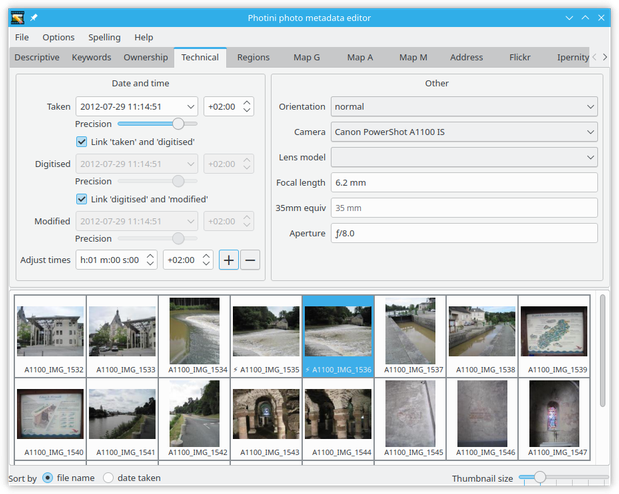 Photini photo metadata editor
File Options Spelling Help
Descriptive Keywords Ownership Technical Regions Map G Map A Map M Address Flickr Ipernity
Date and time
Taken 2012-07-29 11:14:51 +02:00
Precision
Link 'taken' and 'digitised'
Digitised 2012-07-29 11:14:51 +02:00
Precision
Link 'digitised' and 'modified'
Modified 2012-07-29 11:14:51 +02:00
Precision
Adjust times h:01 m:00 s:00 +02:00
Other
Orientation normal
Camera Canon PowerShot A1100 IS
Lens model
Focal length 6.2 mm
35mm equiv 35 mm
Aperture ƒ/8.0
A1100_IMG_1532 A1100_IMG_1533 A1100_IMG_1534 ⚡ A1100_IMG_1535 ⚡ A1100_IMG_1536 A1100_IMG_1537 A1100_IMG_1538 A1100_IMG_1539
A1100_IMG_1540 A1100_IMG_1541 A1100_IMG_1542 A1100_IMG_1543 A1100_IMG_1544 A1100_IMG_1545 A1100_IMG_1546 A1100_IMG_1547
Sort by file name date taken Thumbnail size